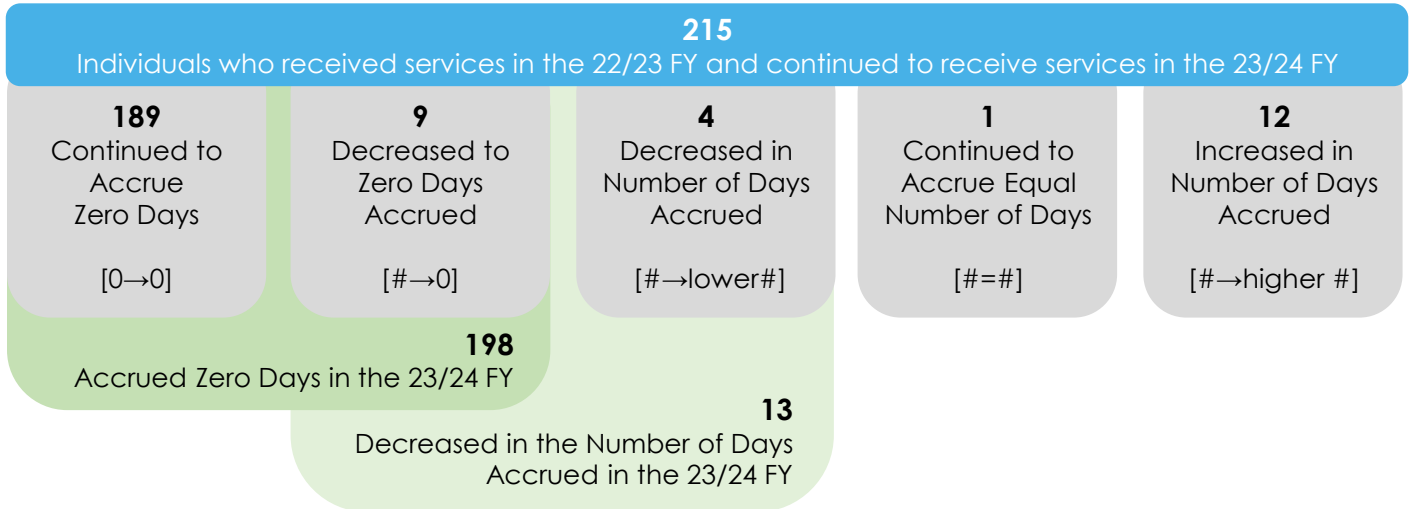 215
Individuals who received services in the 22/23 FY and continued to receive services in the 23/24 FY
189
Continued to
Accrue
Zero Days
[0→0]
9
Decreased to
Zero Days
Accrued
[#→0]
4
Decreased in
Number of Days
Accrued
[#→lower#]
1
Continued to
Accrue Equal
Number of Days
[#=#]
12
Increased in
Number of Days
Accrued
[#→higher #]
198
Accrued Zero Days in the 23/24 FY
13
Decreased in the Number of Days
Accrued in the 23/24 FY